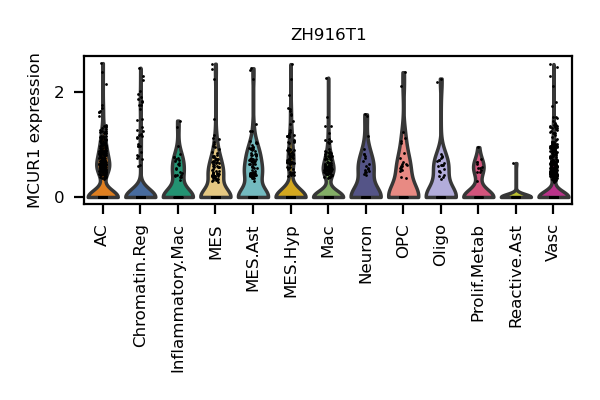 ZH916T1
MCUR1 expression
2
0
AC
Chromatin.Reg
Inflammatory.Mac
MES
MES.Ast
MES.Hyp
Mac
Neuron
OPC
Oligo
Prolif.Metab
Reactive.Ast
Vasc